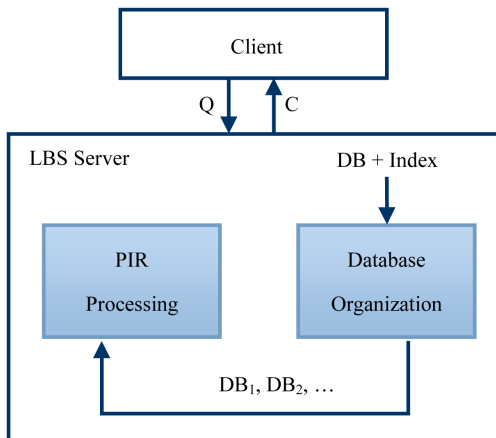 Client
Q
C
LBS Server
DB + Index
PIR
Processing
Database
Organization
DB₁, DB₂, …